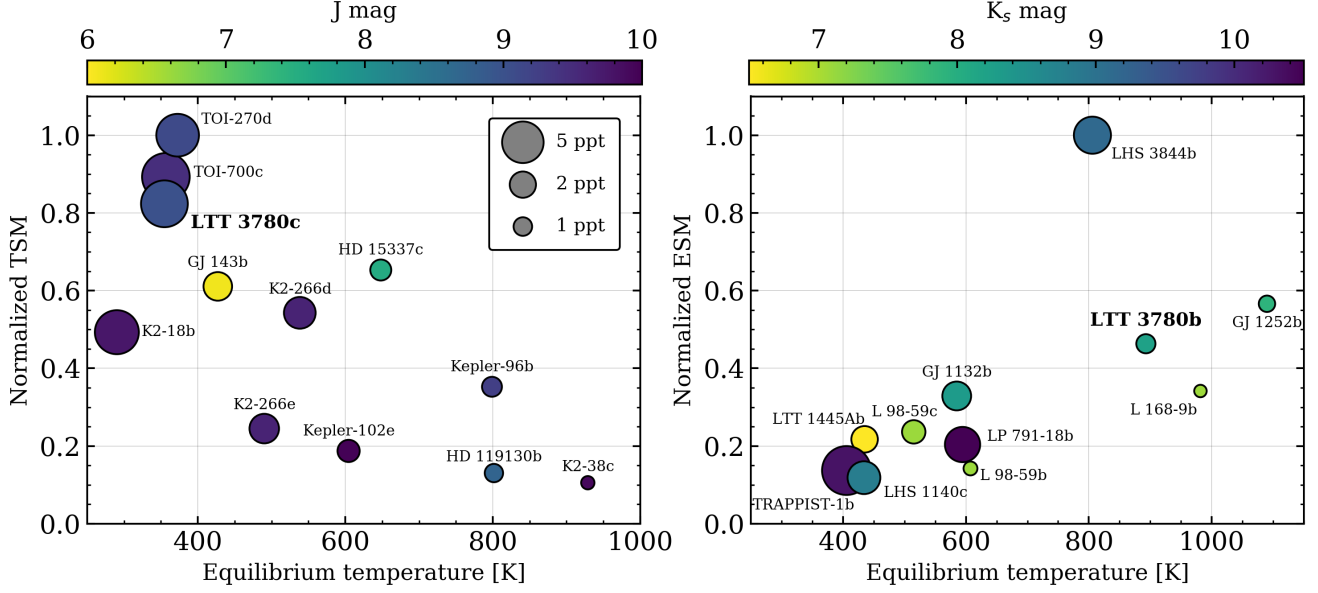 J mag
6 7 8 9 10
Normalized TSM
1.0
0.8
0.6
0.4
0.2
0.0
TOI-270d
TOI-700c
LTT 3780c
HD 15337c
GJ 143b
K2-266d
K2-18b
Kepler-96b
K2-266e
Kepler-102e
HD 119130b
K2-38c
5 ppt
2 ppt
1 ppt
400 600 800 1000
Equilibrium temperature [K]
Kₛ mag
7 8 9 10
Normalized ESM
1.0
0.8
0.6
0.4
0.2
0.0
LHS 3844b
LTT 3780b
GJ 1252b
GJ 1132b
L 168-9b
LTT 1445Ab
L 98-59c
LP 791-18b
L 98-59b
LHS 1140c
TRAPPIST-1b
400 600 800 1000
Equilibrium temperature [K]